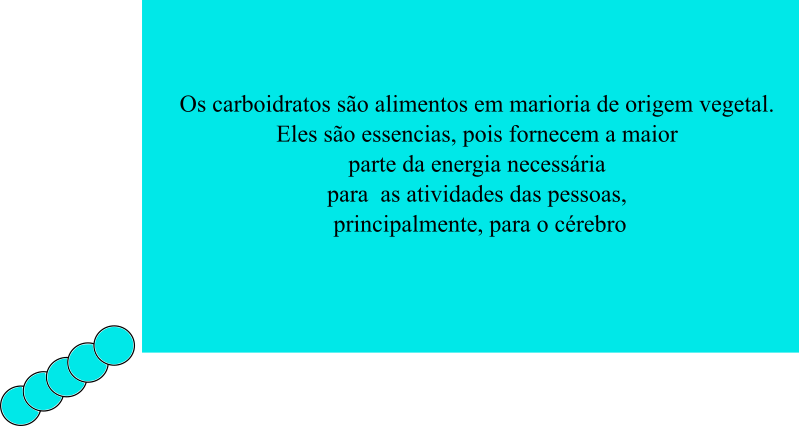 Os carboidratos são alimentos em marioria de origem vegetal.
Eles são essencias, pois fornecem a maior
parte da energia necessária
para  as atividades das pessoas,
principalmente, para o cérebro